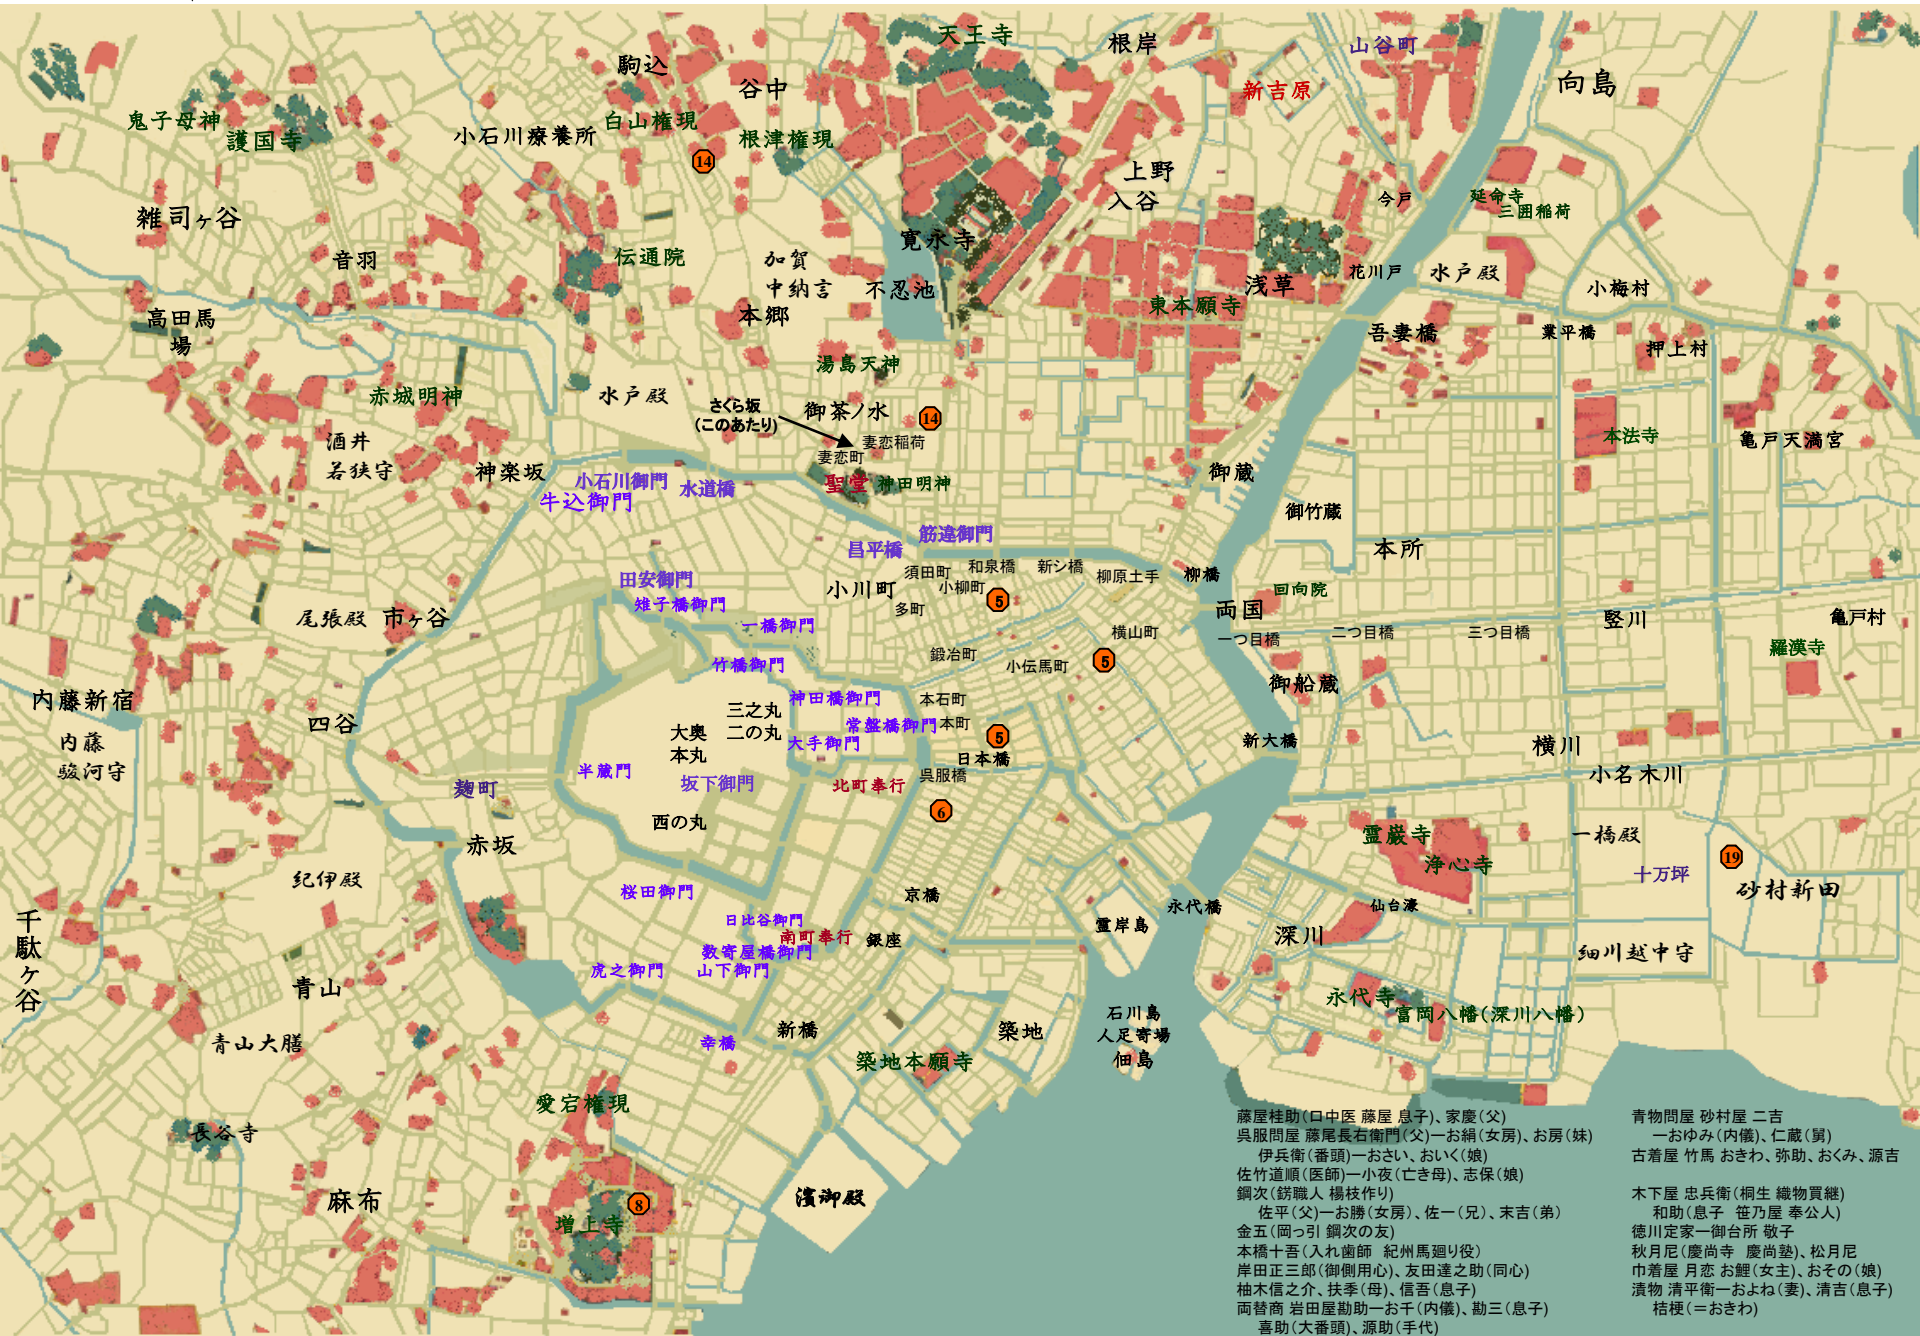 天王寺
根岸
山谷町
駒込
谷中
新吉原
向島
鬼子母神
護国寺
小石川療養所
白山権現
根津権現
14
上野
入谷
今戸
延命寺
三囲稲荷
雑司ヶ谷
音羽
伝通院
加賀
中納言
寛永寺
不忍池
浅草
花川戸
水戸殿
小梅村
高田馬
場
本郷
東本願寺
吾妻橋
業平橋
押上村
湯島天神
赤城明神
水戸殿
さくら坂
(このあたり)
御茶ノ水
14
妻恋稲荷
妻恋町
本法寺
亀戸天満宮
酒井
若狭守
神楽坂
小石川御門
牛込御門
水道橋
聖堂
神田明神
御蔵
御竹蔵
昌平橋
筋違御門
本所
田安御門
雉子橋御門
一橋御門
竹橋御門
小川町
須田町
和泉橋
新シ橋
柳原土手
柳橋
小柳町
5
多町
回向院
両国
尾張殿
市ヶ谷
横山町
一つ目橋
二つ目橋
三つ目橋
竪川
亀戸村
羅漢寺
鍛冶町
小伝馬町
5
御船蔵
内藤新宿
四谷
内藤
駿河守
神田橋御門
本石町
三之丸
二の丸
大奥
本丸
常盤橋御門
本町
大手御門
5
日本橋
新大橋
横川
小名木川
半蔵門
坂下御門
北町奉行
呉服橋
麹町
6
西の丸
赤坂
霊巌寺
浄心寺
一橋殿
十万坪
19
砂村新田
紀伊殿
桜田御門
京橋
永代橋
仙台濠
日比谷御門
南町奉行
銀座
霊岸島
深川
千駄ヶ谷
数寄屋橋御門
虎之御門
山下御門
細川越中守
青山
永代寺
富岡八幡(深川八幡)
石川島
人足寄場
佃島
青山大膳
幸橋
新橋
築地
築地本願寺
愛宕権現
長谷寺
麻布
8
増上寺
濱御殿
藤屋桂助(口中医 藤屋 息子)、家慶(父)
呉服問屋 藤尾長右衛門(父)ーお絹(女房)、お房(妹)
伊兵衛(番頭)ーおさい、おいく(娘)
佐竹道順(医師)ー小夜(亡き母)、志保(娘)
鋼次(錺職人 楊枝作り)
佐平(父)ーお勝(女房)、佐一(兄)、末吉(弟)
金五(岡っ引 鋼次の友)
本橋十吾(入れ歯師 紀州馬廻り役)
岸田正三郎(御側用心)、友田達之助(同心)
柚木信之介、扶季(母)、信吾(息子)
両替商 岩田屋勘助ーお千(内儀)、勘三(息子)
喜助(大番頭)、源助(手代)
青物問屋 砂村屋 二吉
ーおゆみ(内儀)、仁蔵(舅)
古着屋 竹馬 おきわ、弥助、おくみ、源吉
木下屋 忠兵衛(桐生 織物買継)
和助(息子 笹乃屋 奉公人)
徳川定家ー御台所 敬子
秋月尼(慶尚寺 慶尚塾)、松月尼
巾着屋 月恋 お鯉(女主)、おその(娘)
漬物 清平衛ーおよね(妻)、清吉(息子)
桔梗(＝おきわ)